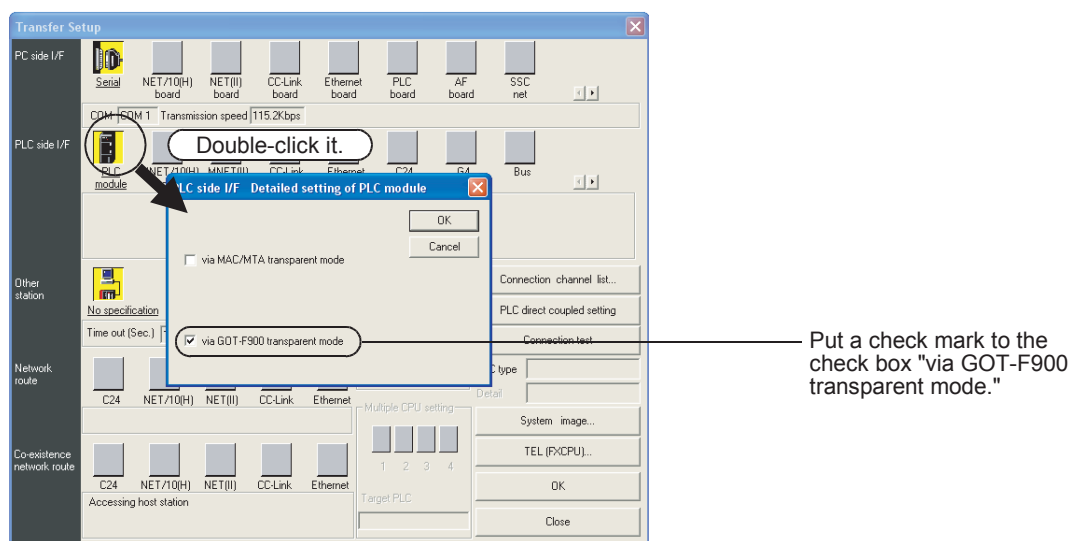 Transfer Setup
PC side I/F
Serial
NET/10(H) board
NET(II) board
CC-Link board
Ethernet board
PLC board
AF board
SSC net
COM COM 1 Transmission speed 115.2Kbps
PLC side I/F
Double-click it.
PLC module
MNET(II)
CC-Link
Ethernet
C24
G4
Bus
PLC side I/F Detailed setting of PLC module
OK
Cancel
via MAC/MTA transparent mode
via GOT-F900 transparent mode
Put a check mark to the
check box "via GOT-F900
transparent mode."
Other
station
No specification
Time out (Sec.)
Connection channel list...
PLC direct coupled setting
Connection test
type
Detail
Network
route
C24
NET/10(H)
NET(II)
CC-Link
Ethernet
Multiple CPU setting
1 2 3 4
Target PLC
System image...
TEL (FXCPU)...
OK
Close
Co-existence
network route
C24
NET/10(H)
NET(II)
CC-Link
Ethernet
Accessing host station